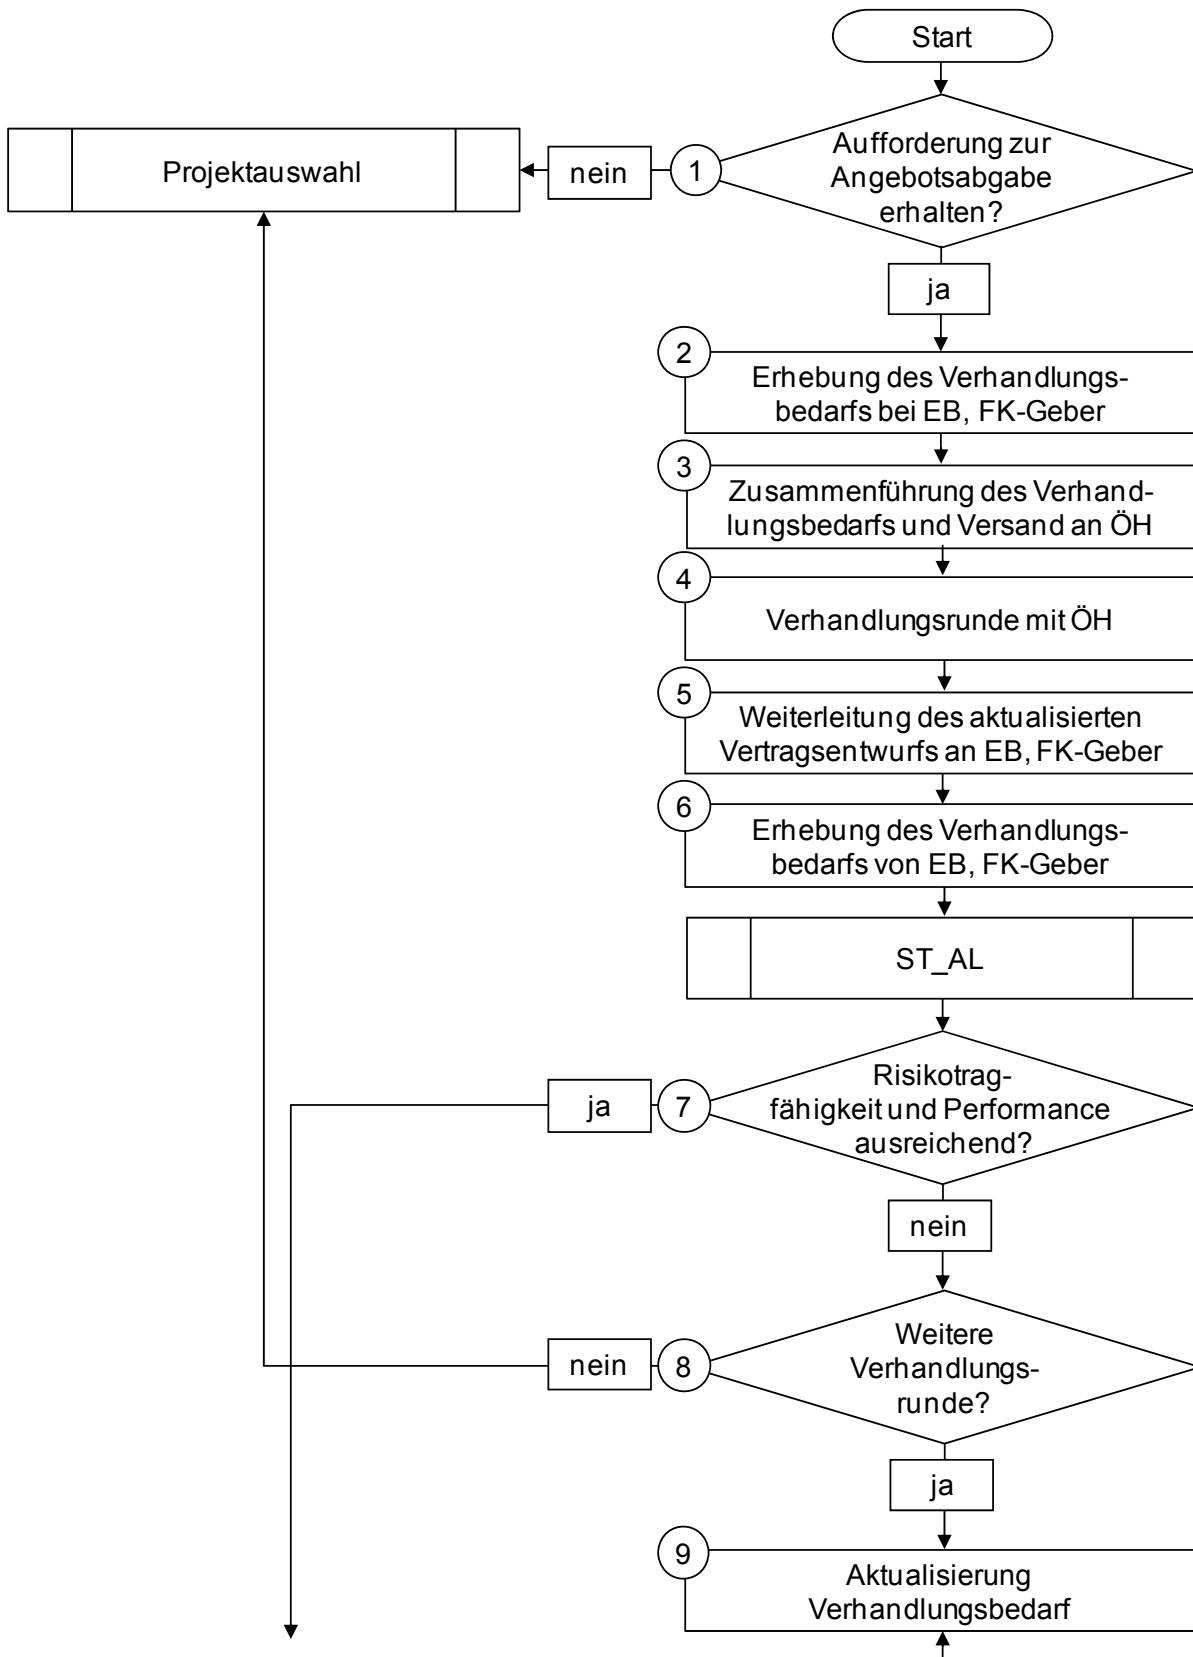 Start
Aufforderung zur
Angebotsabgabe
erhalten?
1
nein
Projektauswahl
ja
2
Erhebung des Verhandlungs-
bedarfs bei EB, FK-Geber
3
Zusammenführung des Verhand-
lungsbedarfs und Versand an ÖH
4
Verhandlungsrunde mit ÖH
5
Weiterleitung des aktualisierten
Vertragsentwurfs an EB, FK-Geber
6
Erhebung des Verhandlungs-
bedarfs von EB, FK-Geber
ST_AL
Risikotrag-
fähigkeit und Performance
ausreichend?
7
ja
nein
Weitere
Verhandlungs-
runde?
8
nein
ja
9
Aktualisierung
Verhandlungsbedarf